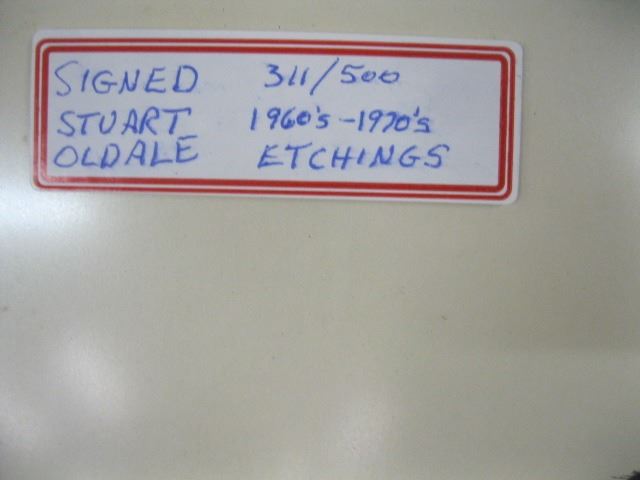 SIGNED 311/500
STUART 1960's-1970's
OLDALE ETCHINGS